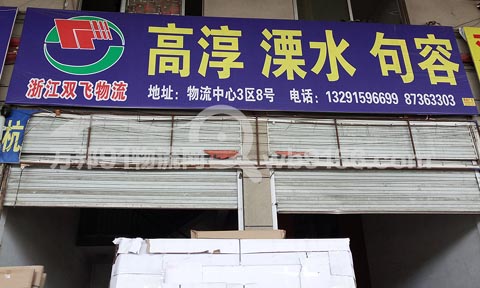 高淳 溧水 句容
浙江双飞物流
地址：物流中心3区8号 电话：13291596699 87363303
杭